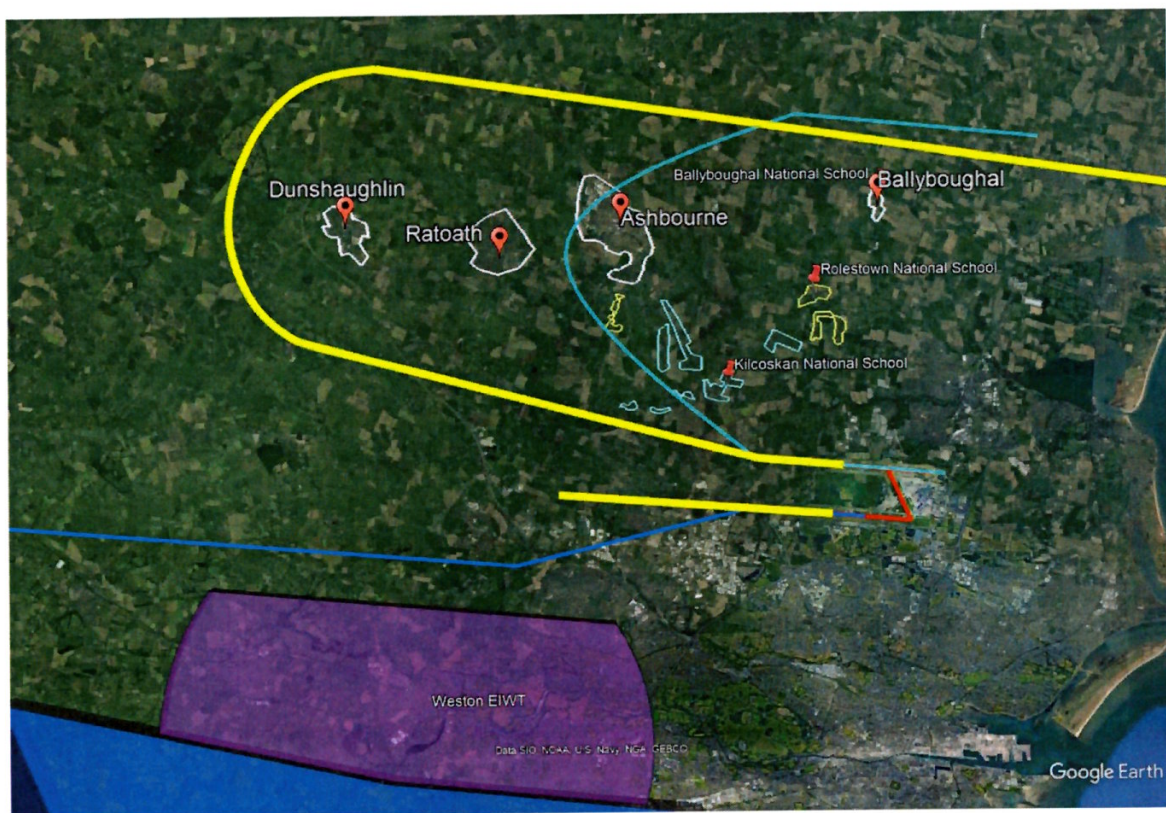 Ballyboughal National School
Ballyboughal
Dunshaughlin
Ashbourne
Ratoath
Rolestown National School
Kilcoskan National School
Weston EIWT
Data SIO, NOAA, U.S. Navy, NGA, GEBCO
Google Earth